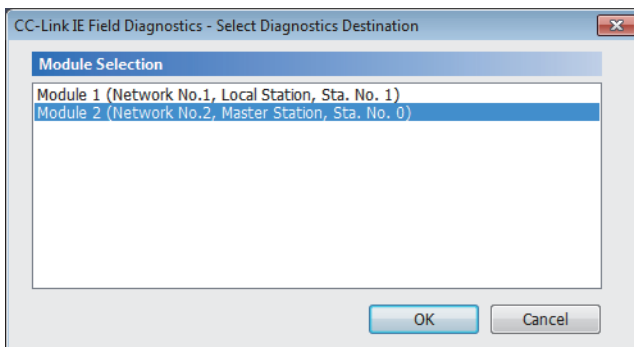 CC-Link IE Field Diagnostics - Select Diagnostics Destination
Module Selection
Module 1 (Network No.1, Local Station, Sta. No. 1)
Module 2 (Network No.2, Master Station, Sta. No. 0)
OK Cancel